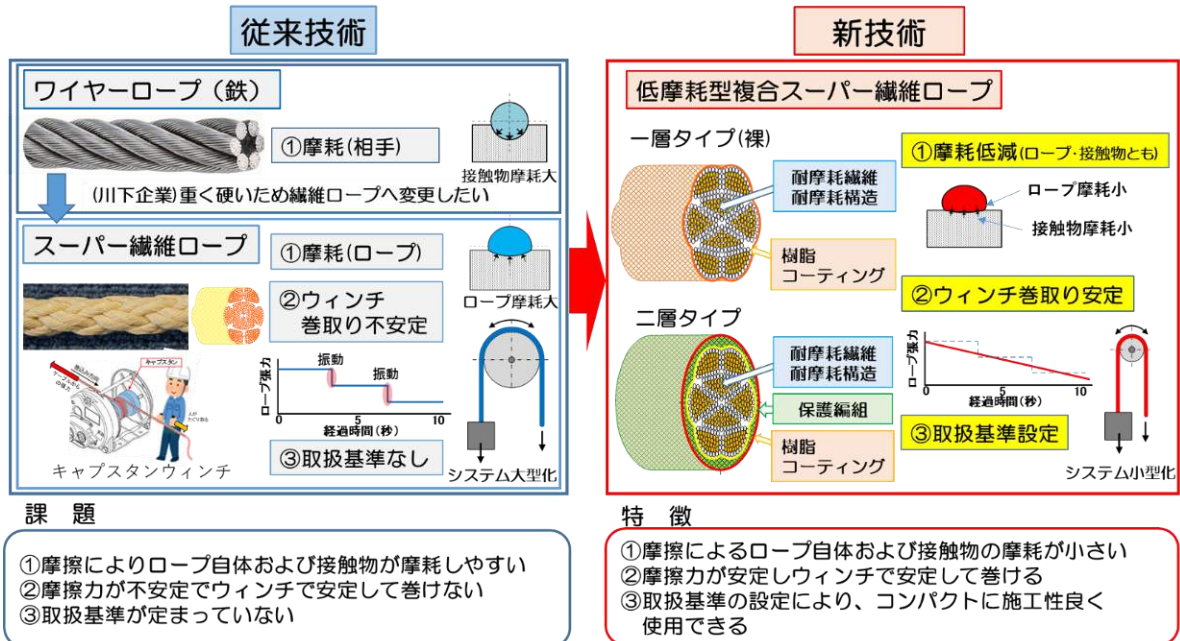 従来技術
ワイヤーロープ（鉄）
①摩耗(相手)
接触物摩耗大
(川下企業)重く硬いため繊維ロープへ変更したい
スーパー繊維ロープ
①摩耗(ロープ)
ロープ摩耗大
②ウィンチ
巻取り不安定
キャプスタン
キャプスタンウィンチ
ロープ張力
振動
振動
0
5
10
経過時間(秒)
③取扱基準なし
システム大型化
課　題
①摩擦によりロープ自体および接触物が摩耗しやすい
②摩擦力が不安定でウィンチで安定して巻けない
③取扱基準が定まっていない
新技術
低摩耗型複合スーパー繊維ロープ
一層タイプ(裸)
耐摩耗繊維
耐摩耗構造
樹脂
コーティング
①摩耗低減(ロープ・接触物とも)
ロープ摩耗小
接触物摩耗小
②ウィンチ巻取り安定
二層タイプ
耐摩耗繊維
耐摩耗構造
保護編組
樹脂
コーティング
ロープ張力
0
5
10
経過時間(秒)
③取扱基準設定
システム小型化
特　徴
①摩擦によるロープ自体および接触物の摩耗が小さい
②摩擦力が安定しウィンチで安定して巻ける
③取扱基準の設定により、コンパクトに施工性良く
使用できる